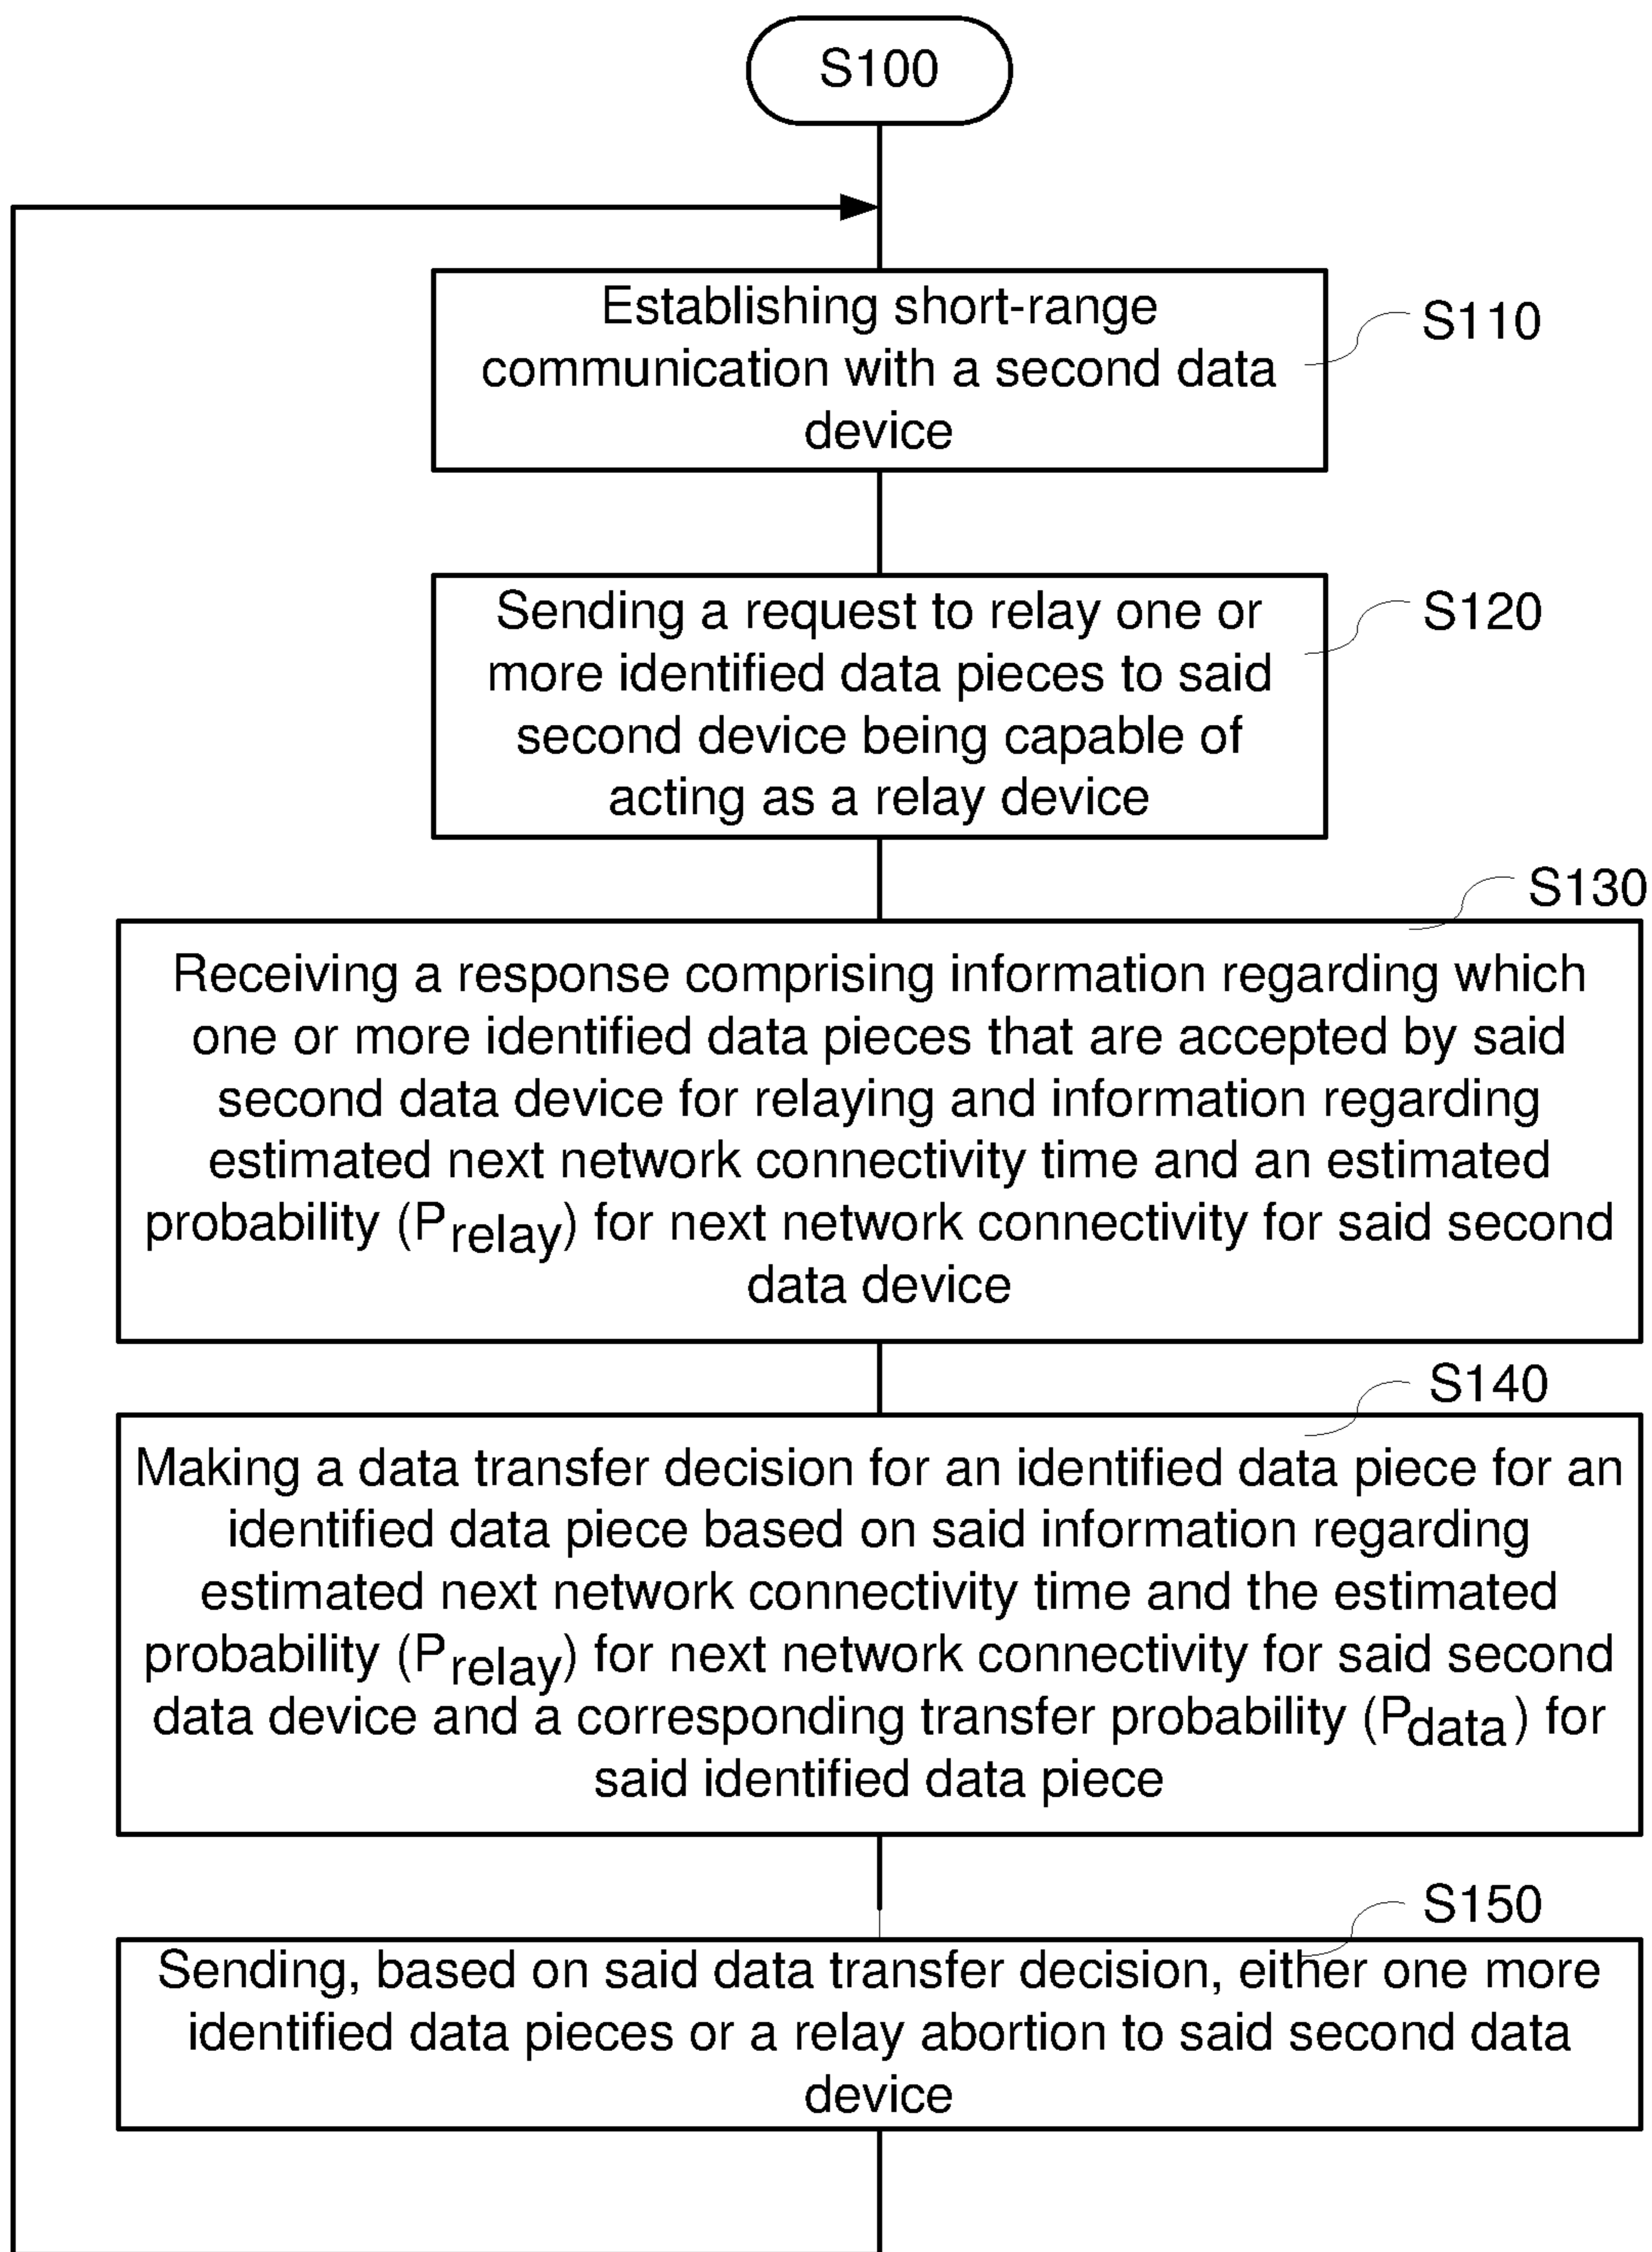 S100
Establishing short-range
communication with a second data
device
S110
Sending a request to relay one or
more identified data pieces to said
second device being capable of
acting as a relay device
S120
S130
Receiving a response comprising information regarding which
one or more identified data pieces that are accepted by said
second data device for relaying and information regarding
estimated next network connectivity time and an estimated
probability (Prelay) for next network connectivity for said second
data device
S140
Making a data transfer decision for an identified data piece for an
identified data piece based on said information regarding
estimated next network connectivity time and the estimated
probability (Prelay) for next network connectivity for said second
data device and a corresponding transfer probability (Pdata) for
said identified data piece
S150
Sending, based on said data transfer decision, either one more
identified data pieces or a relay abortion to said second data
device